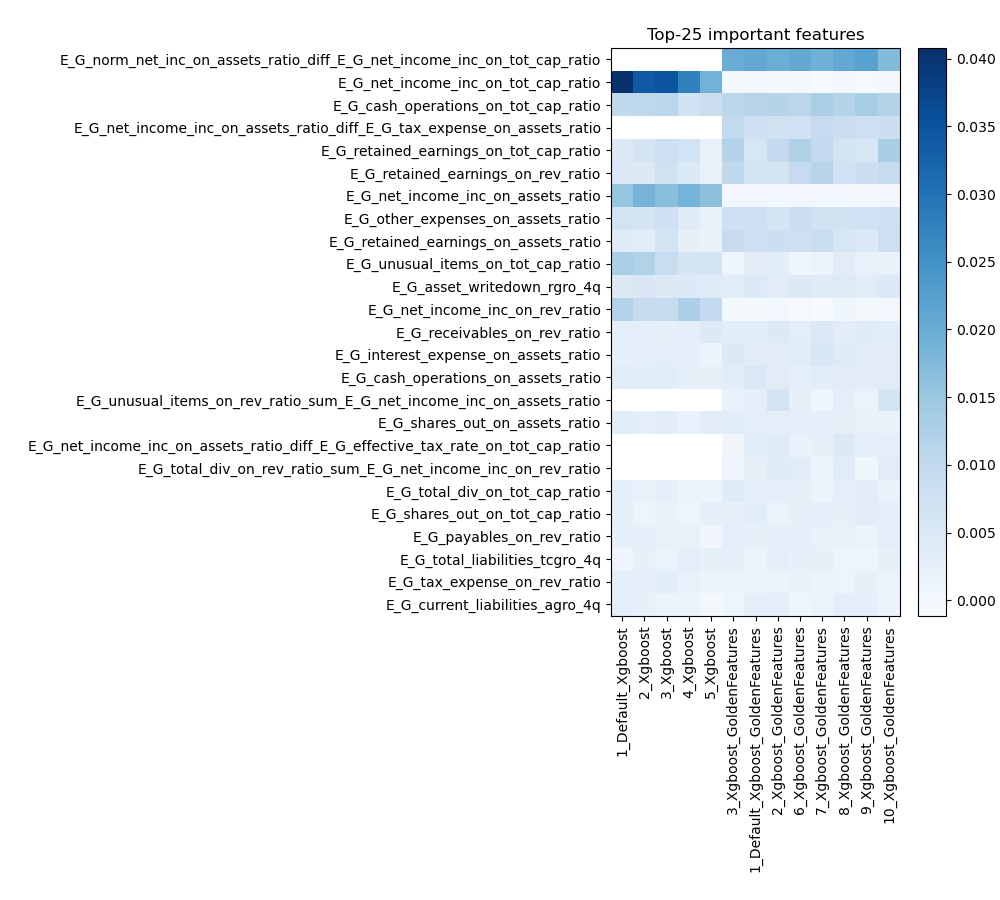 Top-25 important features
E_G_norm_net_inc_on_assets_ratio_diff_E_G_net_income_inc_on_tot_cap_ratio
E_G_net_income_inc_on_tot_cap_ratio
E_G_cash_operations_on_tot_cap_ratio
E_G_net_income_inc_on_assets_ratio_diff_E_G_tax_expense_on_assets_ratio
E_G_retained_earnings_on_tot_cap_ratio
E_G_retained_earnings_on_rev_ratio
E_G_net_income_inc_on_assets_ratio
E_G_other_expenses_on_assets_ratio
E_G_retained_earnings_on_assets_ratio
E_G_unusual_items_on_tot_cap_ratio
E_G_asset_writedown_rgro_4q
E_G_net_income_inc_on_rev_ratio
E_G_receivables_on_rev_ratio
E_G_interest_expense_on_assets_ratio
E_G_cash_operations_on_assets_ratio
E_G_unusual_items_on_rev_ratio_sum_E_G_net_income_inc_on_assets_ratio
E_G_shares_out_on_assets_ratio
E_G_net_income_inc_on_assets_ratio_diff_E_G_effective_tax_rate_on_tot_cap_ratio
E_G_total_div_on_rev_ratio_sum_E_G_net_income_inc_on_rev_ratio
E_G_total_div_on_tot_cap_ratio
E_G_shares_out_on_tot_cap_ratio
E_G_payables_on_rev_ratio
E_G_total_liabilities_tcgro_4q
E_G_tax_expense_on_rev_ratio
E_G_current_liabilities_agro_4q
1_Default_Xgboost
2_Xgboost
3_Xgboost
4_Xgboost
5_Xgboost
3_Xgboost_GoldenFeatures
1_Default_Xgboost_GoldenFeatures
2_Xgboost_GoldenFeatures
6_Xgboost_GoldenFeatures
7_Xgboost_GoldenFeatures
8_Xgboost_GoldenFeatures
9_Xgboost_GoldenFeatures
10_Xgboost_GoldenFeatures
0.040
0.035
0.030
0.025
0.020
0.015
0.010
0.005
0.000